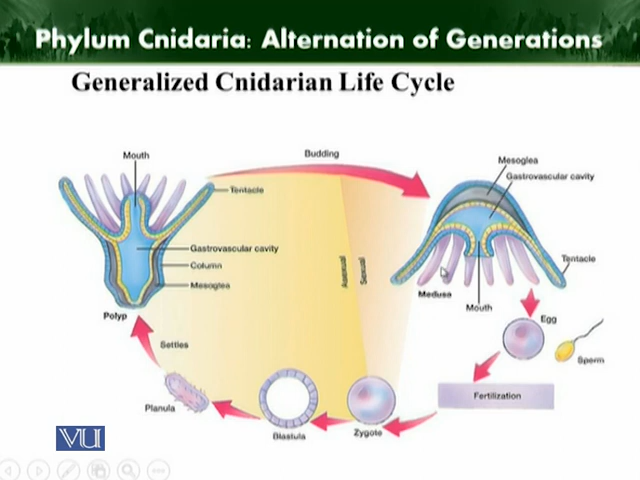 Phylum Cnidaria: Alternation of Generations
Generalized Cnidarian Life Cycle
Mouth
Budding
Mesoglea
Gastrovascular cavity
Tentacle
Gastrovascular cavity
Column
Mesoglea
Asexual
Sexual
Tentacle
Medusa
Mouth
Polyp
Egg
Sperm
Settles
Fertilization
Planula
Blastula
Zygote
VU